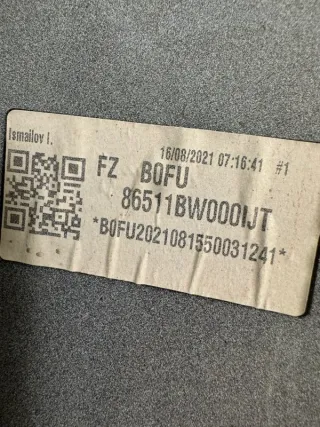 Ismailov I.
16/08/2021 07:16:41 #1
FZ B0FU
86511BW000IJT
*B0FU2021081550031241*